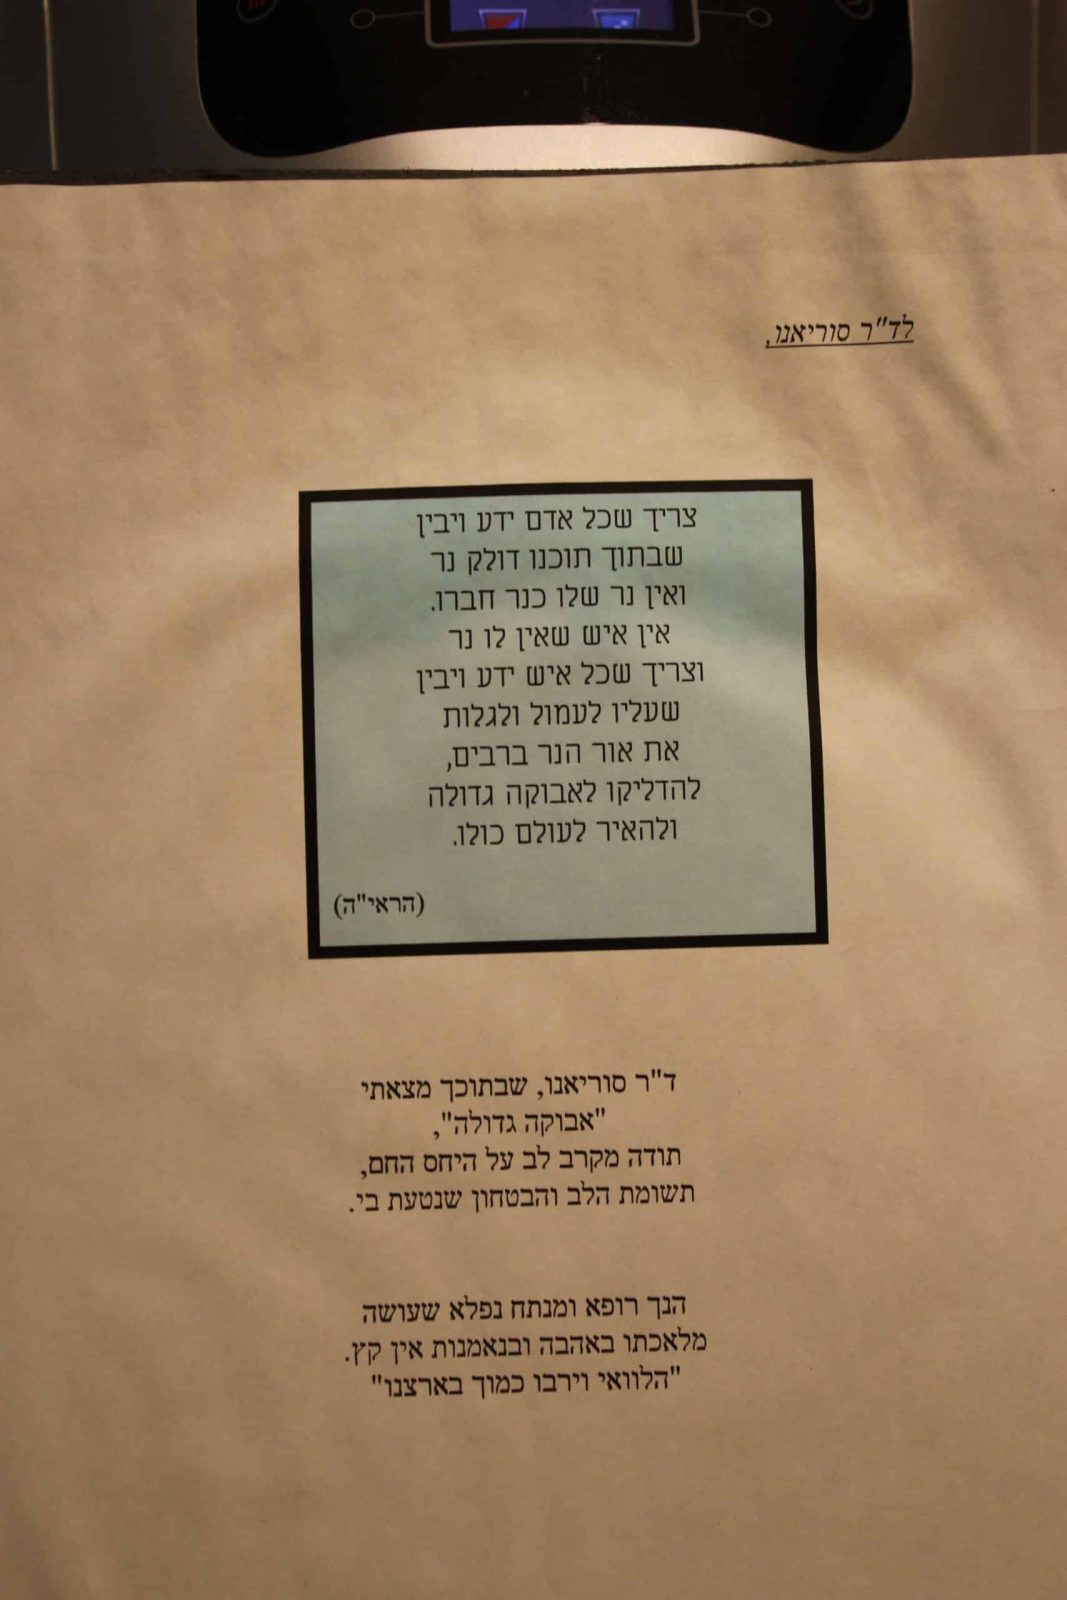 לד"ר סוריאנו,
צריך שכל אדם ידע ויבין
שבתוך תוכנו דולק נר
ואין נר שלו כנר חברו.
אין איש שאין לו נר
וצריך שכל איש ידע ויבין
שעליו לעמול ולגלות
את אור הנר ברבים,
להדליקו לאבוקה גדולה
ולהאיר לעולם כולו.
(הראי"ה)
ד"ר סוריאנו, שבתוכך מצאתי
"אבוקה גדולה",
תודה מקרב לב על היחס החם,
תשומת הלב והבטחון שנטעת בי.
הנך רופא ומנתח נפלא שעושה
מלאכתו באהבה ובנאמנות אין קץ.
"הלוואי וירבו כמוך בארצנו"